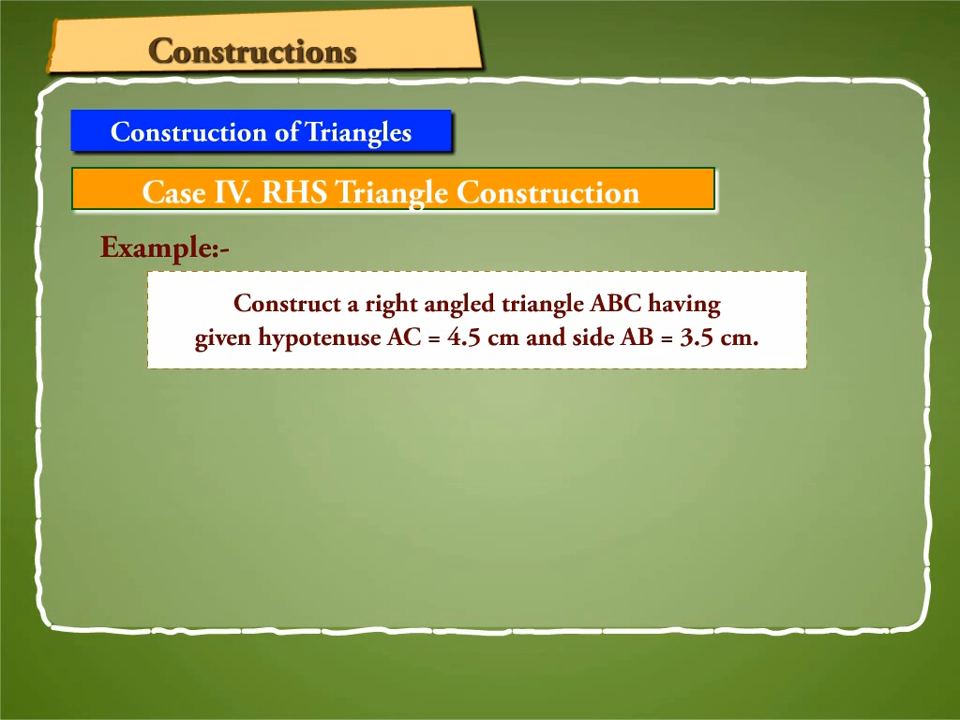 Constructions
Construction of Triangles
Case IV. RHS Triangle Construction
Example:-
Construct a right angled triangle ABC having
given hypotenuse AC = 4.5 cm and side AB = 3.5 cm.